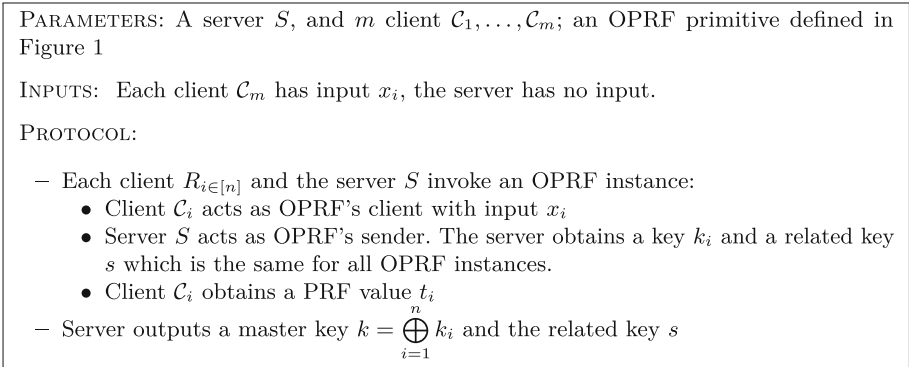 PARAMETERS: A server S, and m client C₁, . . . , Cₘ; an OPRF primitive defined in
Figure 1
INPUTS: Each client Cₘ has input xᵢ, the server has no input.
PROTOCOL:
– Each client Rᵢ∈[ₙ] and the server S invoke an OPRF instance:
• Client Cᵢ acts as OPRF's client with input xᵢ
• Server S acts as OPRF's sender. The server obtains a key kᵢ and a related key
s which is the same for all OPRF instances.
• Client Cᵢ obtains a PRF value tᵢ
– Server outputs a master key k = ⊕ⁿᵢ₌₁ kᵢ and the related key s